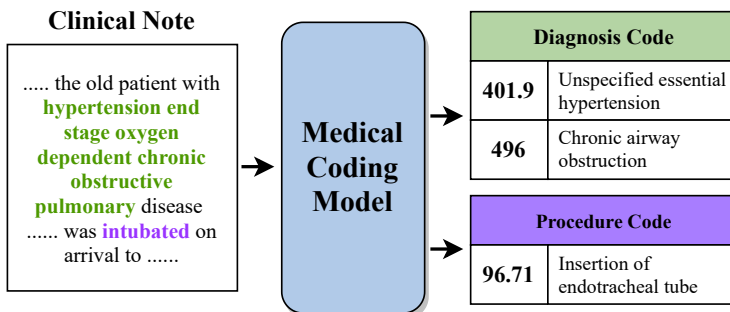 Clinical Note
..... the old patient with
hypertension end
stage oxygen
dependent chronic
obstructive
pulmonary disease
...... was intubated on
arrival to ......
Medical
Coding
Model
Diagnosis Code
401.9
Unspecified essential
hypertension
496
Chronic airway
obstruction
Procedure Code
96.71
Insertion of
endotracheal tube